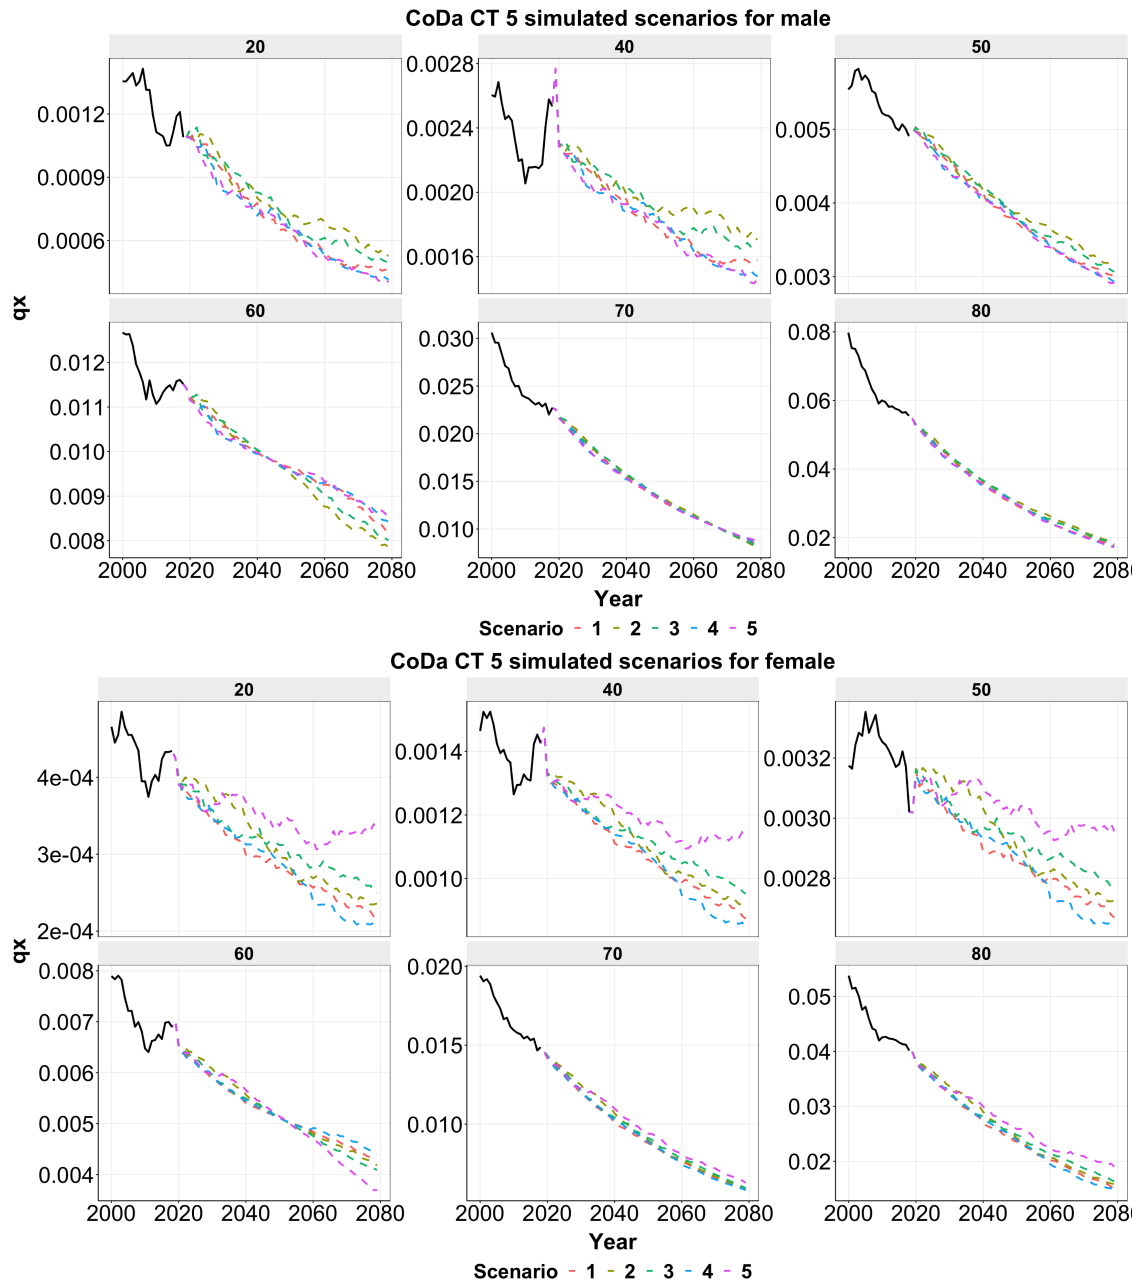 CoDa CT 5 simulated scenarios for male
20 40 50
0.0012 0.0009 0.0006
0.0028 0.0024 0.0020 0.0016
0.005 0.004 0.003
qx
60 70 80
0.012 0.011 0.010 0.009 0.008
0.030 0.025 0.020 0.015 0.010
0.08 0.06 0.04 0.02
2000 2020 2040 2060 2080 2000 2020 2040 2060 2080 2000 2020 2040 2060 2080
Year
Scenario 1 2 3 4 5
CoDa CT 5 simulated scenarios for female
20 40 50
4e-04 3e-04 2e-04
0.0014 0.0012 0.0010
0.0032 0.0030 0.0028
qx
60 70 80
0.008 0.007 0.006 0.005 0.004
0.020 0.015 0.010
0.05 0.04 0.03 0.02
2000 2020 2040 2060 2080 2000 2020 2040 2060 2080 2000 2020 2040 2060 2080
Year
Scenario 1 2 3 4 5